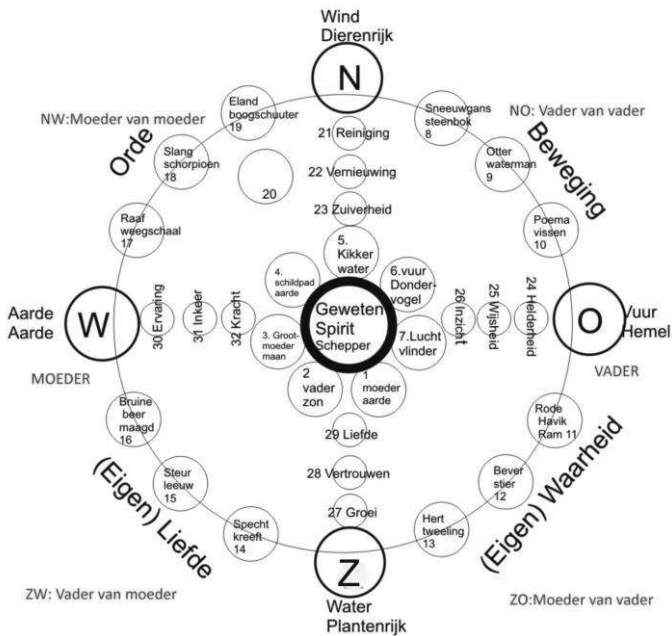 Wind
Dierenrijk
N
NW:Moeder van moeder
NO: Vader van vader
Orde
Beweging
Eland
boogschuuter
19
Sneeuwgans
steenbok
8
21 Reiniging
Slang
schorpioen
18
Otter
waterman
9
20
22 Vernieuwing
23 Zuiverheid
Raaf
weegschaal
17
Poema
vissen
10
5.
Kikker
water
4.
schildpad
aarde
6.vuur
Donder-
vogel
Aarde
Aarde
W
30 Ervaring
31 Inkeer
32 Kracht
Geweten
Spirit
Schepper
26 Inzicht
25 Wijsheid
24 Helderheid
O
Vuur
Hemel
3. Groot-
moeder
maan
7.Lucht
vlinder
MOEDER
VADER
2
vader
zon
1
moeder
aarde
Bruine
beer
maagd
16
Rode
Havik
Ram 11
29 Liefde
Steur
leeuw
15
Bever
stier
12
28 Vertrouwen
(Eigen) Liefde
(Eigen) Waarheid
27 Groei
Specht
kreeft
14
Hert
tweeling
13
Z
ZW: Vader van moeder
ZO:Moeder van vader
Water
Plantenrijk